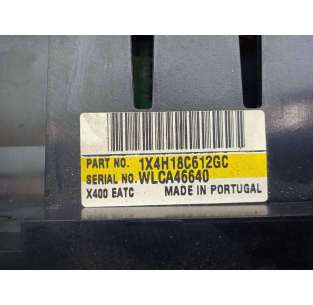 PART NO. 1X4H18C612GC
SERIAL NO. WLCA46640
X400 EATC MADE IN PORTUGAL